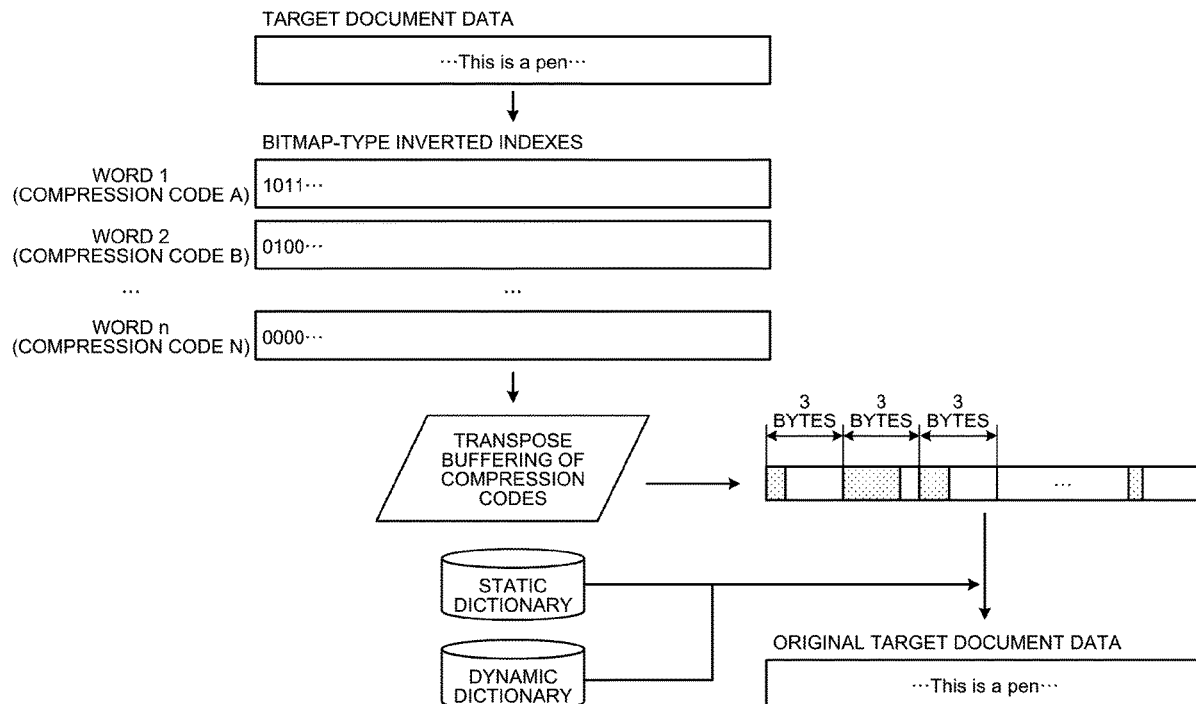 TARGET DOCUMENT DATA
···This is a pen···
BITMAP-TYPE INVERTED INDEXES
WORD 1
(COMPRESSION CODE A)
1011···
WORD 2
(COMPRESSION CODE B)
0100···
···
···
WORD n
(COMPRESSION CODE N)
0000···
TRANSPOSE
BUFFERING OF
COMPRESSION
CODES
3
BYTES
3
BYTES
3
BYTES
···
STATIC
DICTIONARY
DYNAMIC
DICTIONARY
ORIGINAL TARGET DOCUMENT DATA
···This is a pen···